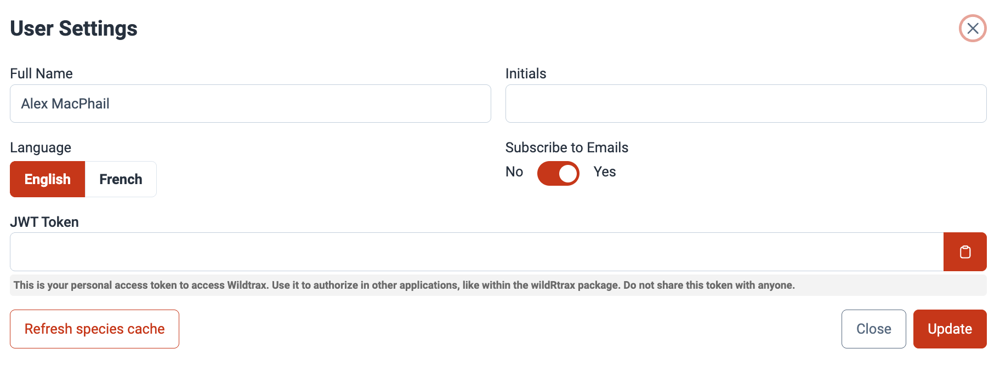 User Settings
Full Name
Initials
Alex MacPhail
Language
Subscribe to Emails
English
French
No
Yes
JWT Token
This is your personal access token to access Wildtrax. Use it to authorize in other applications, like within the wildRtrax package. Do not share this token with anyone.
Refresh species cache
Close
Update